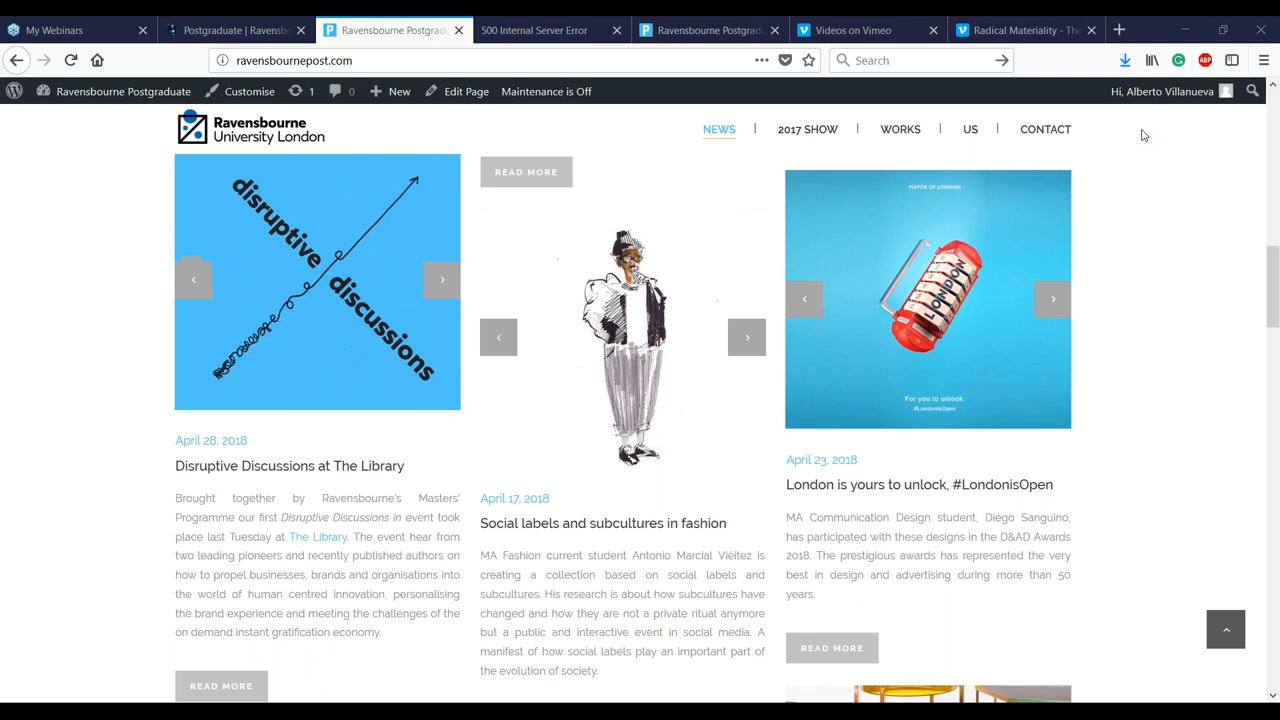 My Webinars
Postgraduate | Ravensbo
Ravensbourne Postgrad
500 Internal Server Error
Ravensbourne Postgrad
Videos on Vimeo
Radical Materiality - Tho
ravensbournepost.com
Search
ABP
Ravensbourne Postgraduate
Customise
1
0
New
Edit Page
Maintenance is Off
Hi, Alberto Villanueva
Ravensbourne
University London
NEWS
2017 SHOW
WORKS
US
CONTACT
disruptive
discussions
April 28, 2018
Disruptive Discussions at The Library
Brought together by Ravensbourne's Masters'
Programme our first Disruptive Discussions in event took
place last Tuesday at The Library. The event hear from
two leading pioneers and recently published authors on
how to propel businesses, brands and organisations into
the world of human centred innovation, personalising
the brand experience and meeting the challenges of the
on demand instant gratification economy.
READ MORE
READ MORE
April 17, 2018
Social labels and subcultures in fashion
MA Fashion current student Antonio Marcial Viéitez is
creating a collection based on social labels and
subcultures. His research is about how subcultures have
changed and how they are not a private ritual anymore
but a public and interactive event in social media. A
manifest of how social labels play an important part of
the evolution of society.
MAYOR OF LONDON
LONDON
For you to unlock.
#LondonIsOpen
April 23, 2018
London is yours to unlock, #LondonisOpen
MA Communication Design student, Diego Sanguino,
has participated with these designs in the D&AD Awards
2018. The prestigious awards has represented the very
best in design and advertising during more than 50
years.
READ MORE